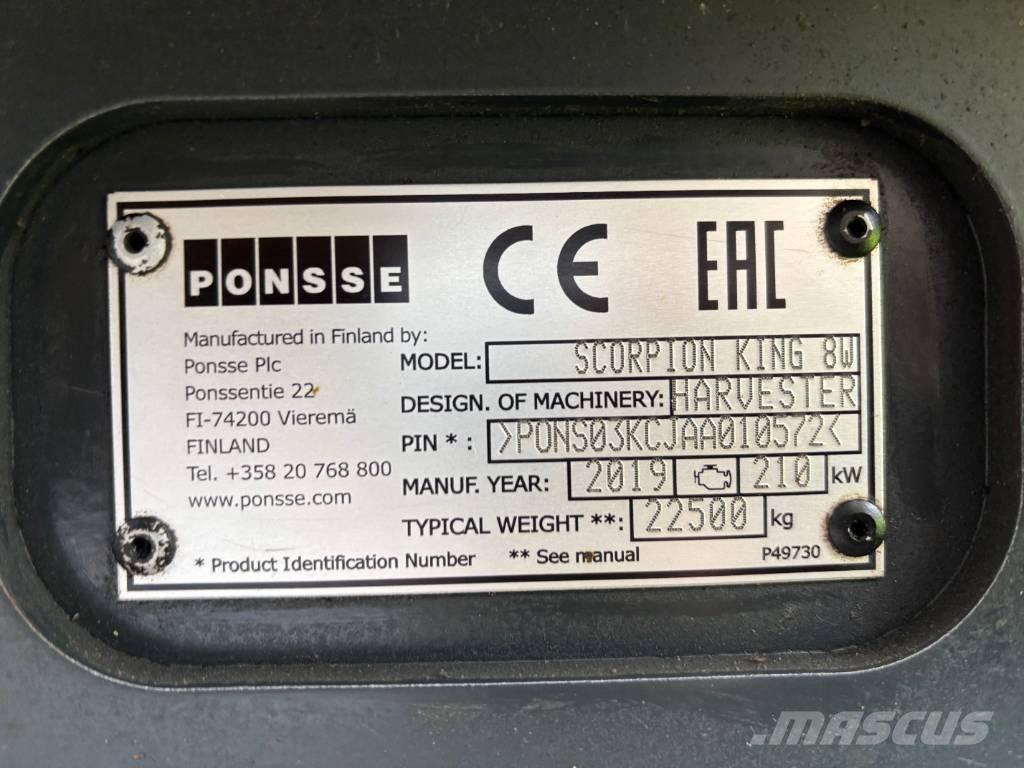 PONSSE
CE
EAC
Manufactured in Finland by:
Ponsse Plc
Ponssentie 22
FI-74200 Vieremä
FINLAND
Tel. +358 20 768 800
www.ponsse.com
MODEL: SCORPION KING 8W
DESIGN. OF MACHINERY: HARVESTER
PIN * : >PONS03KCJAA010572<
MANUF. YEAR: 2019 210 kW
TYPICAL WEIGHT **: 22500 kg
* Product Identification Number ** See manual P49730
MASCUS